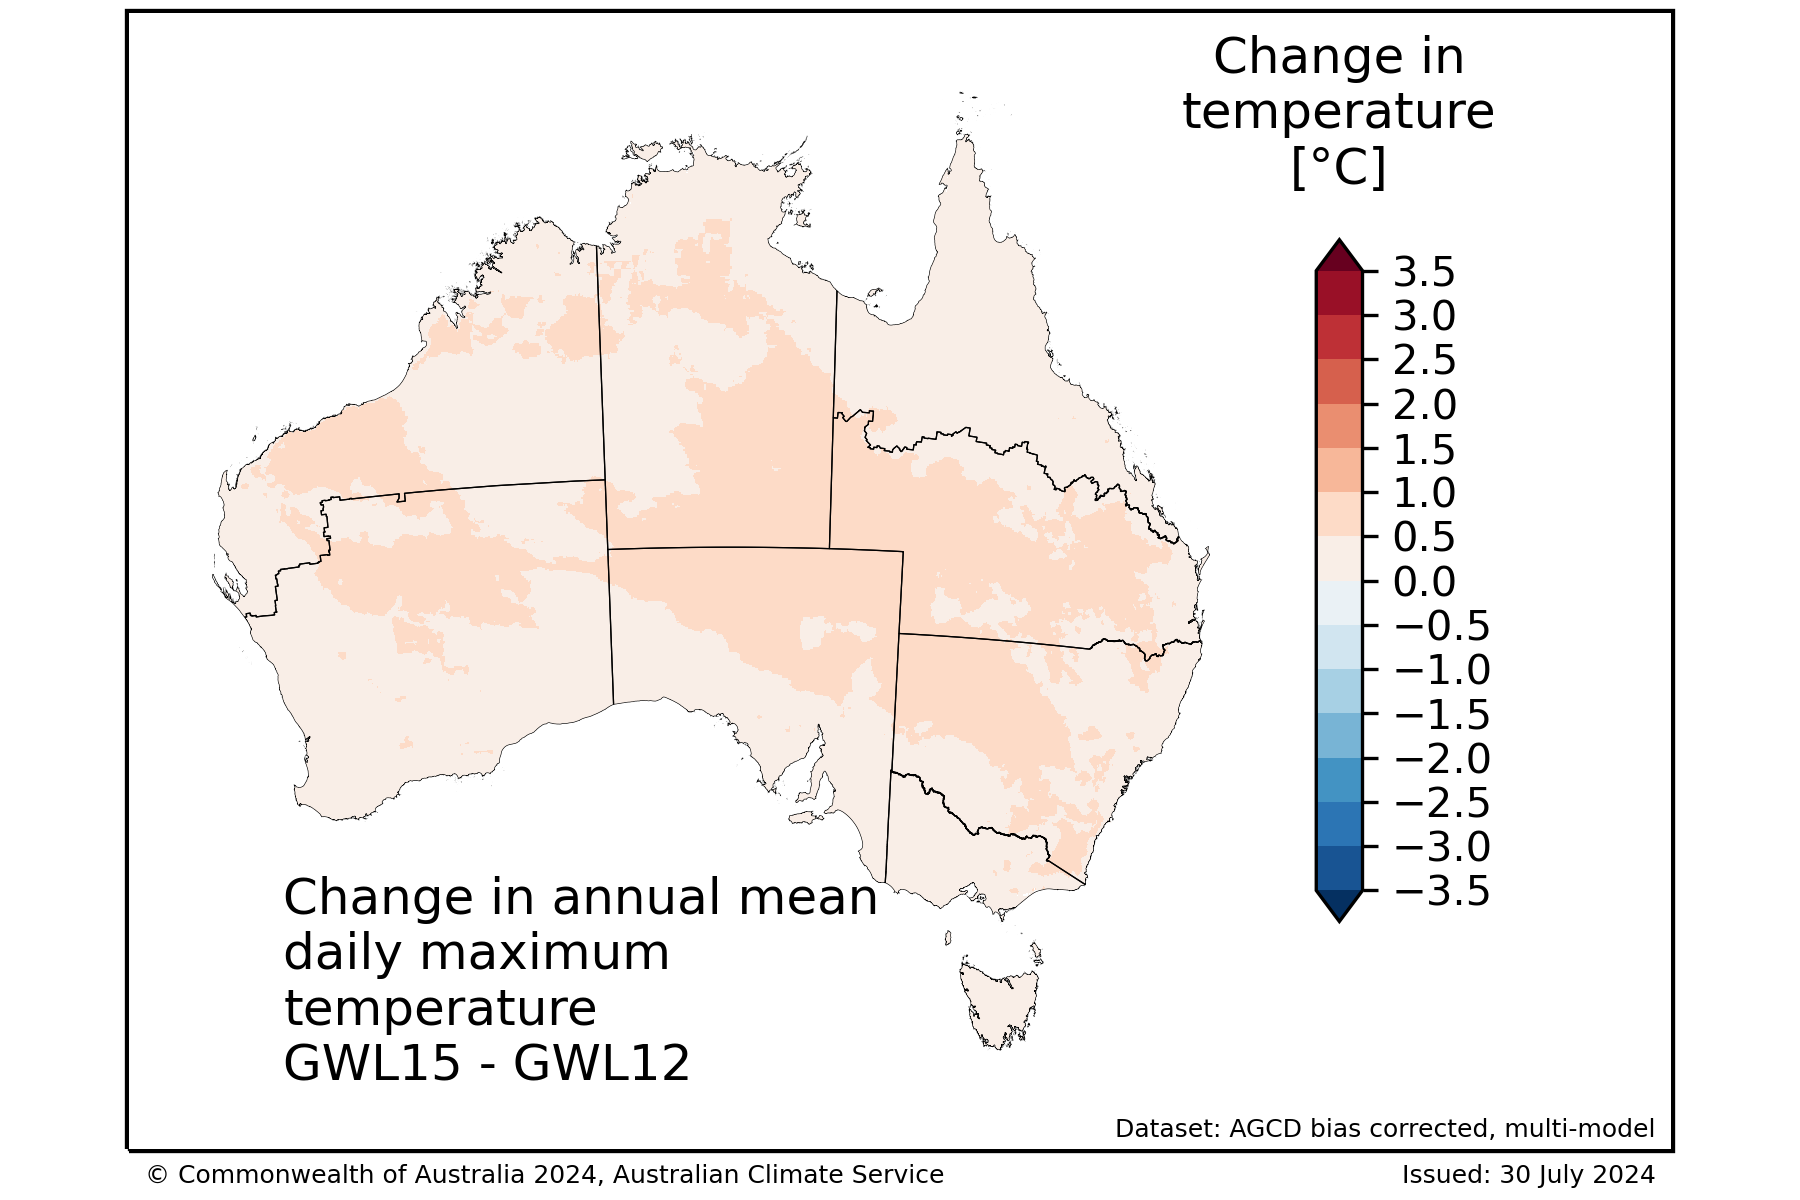 Change in
temperature
[°C]
3.5
3.0
2.5
2.0
1.5
1.0
0.5
0.0
−0.5
−1.0
−1.5
−2.0
−2.5
−3.0
−3.5
Change in annual mean
daily maximum
temperature
GWL15 - GWL12
Dataset: AGCD bias corrected, multi-model
© Commonwealth of Australia 2024, Australian Climate Service
Issued: 30 July 2024